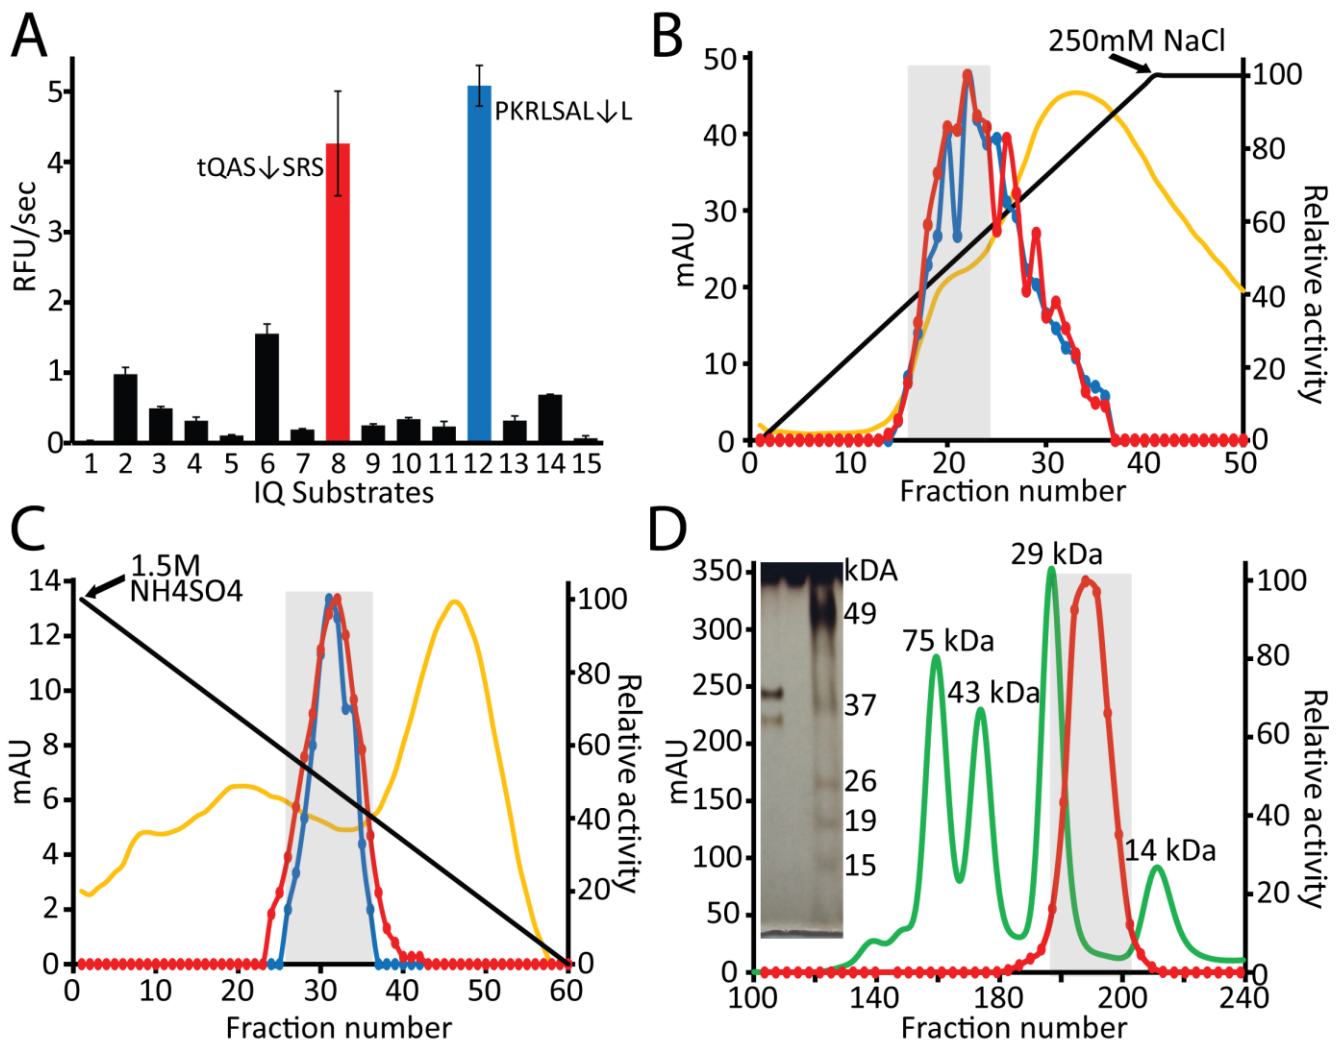 A
RFU/sec
5
4
3
2
1
0
tQAS↓SRS
PKRLSAL↓L
1 2 3 4 5 6 7 8 9 10 11 12 13 14 15
IQ Substrates
B
250mM NaCl
mAU
50
40
30
20
10
0
100
80
60
40
20
0
Relative activity
0 10 20 30 40 50
Fraction number
C
1.5M
NH4SO4
mAU
14
12
10
8
6
4
2
0
100
80
60
40
20
0
Relative activity
0 10 20 30 40 50 60
Fraction number
D
mAU
350
300
250
200
150
100
50
0
kDA
49
37
26
19
15
75 kDa
43 kDa
29 kDa
14 kDa
100
80
60
40
20
0
Relative activity
100 140 180 200 240
Fraction number